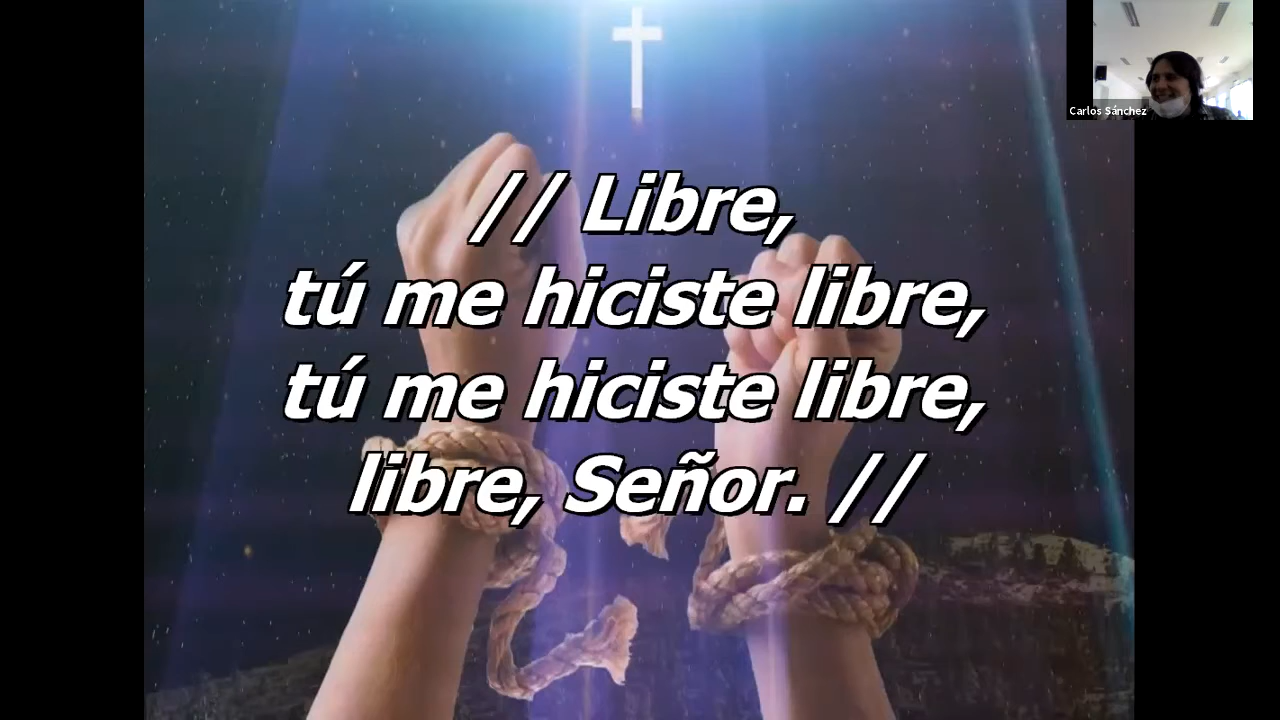 Carlos Sánchez
// Libre,
tú me hiciste libre,
tú me hiciste libre,
libre, Señor. //